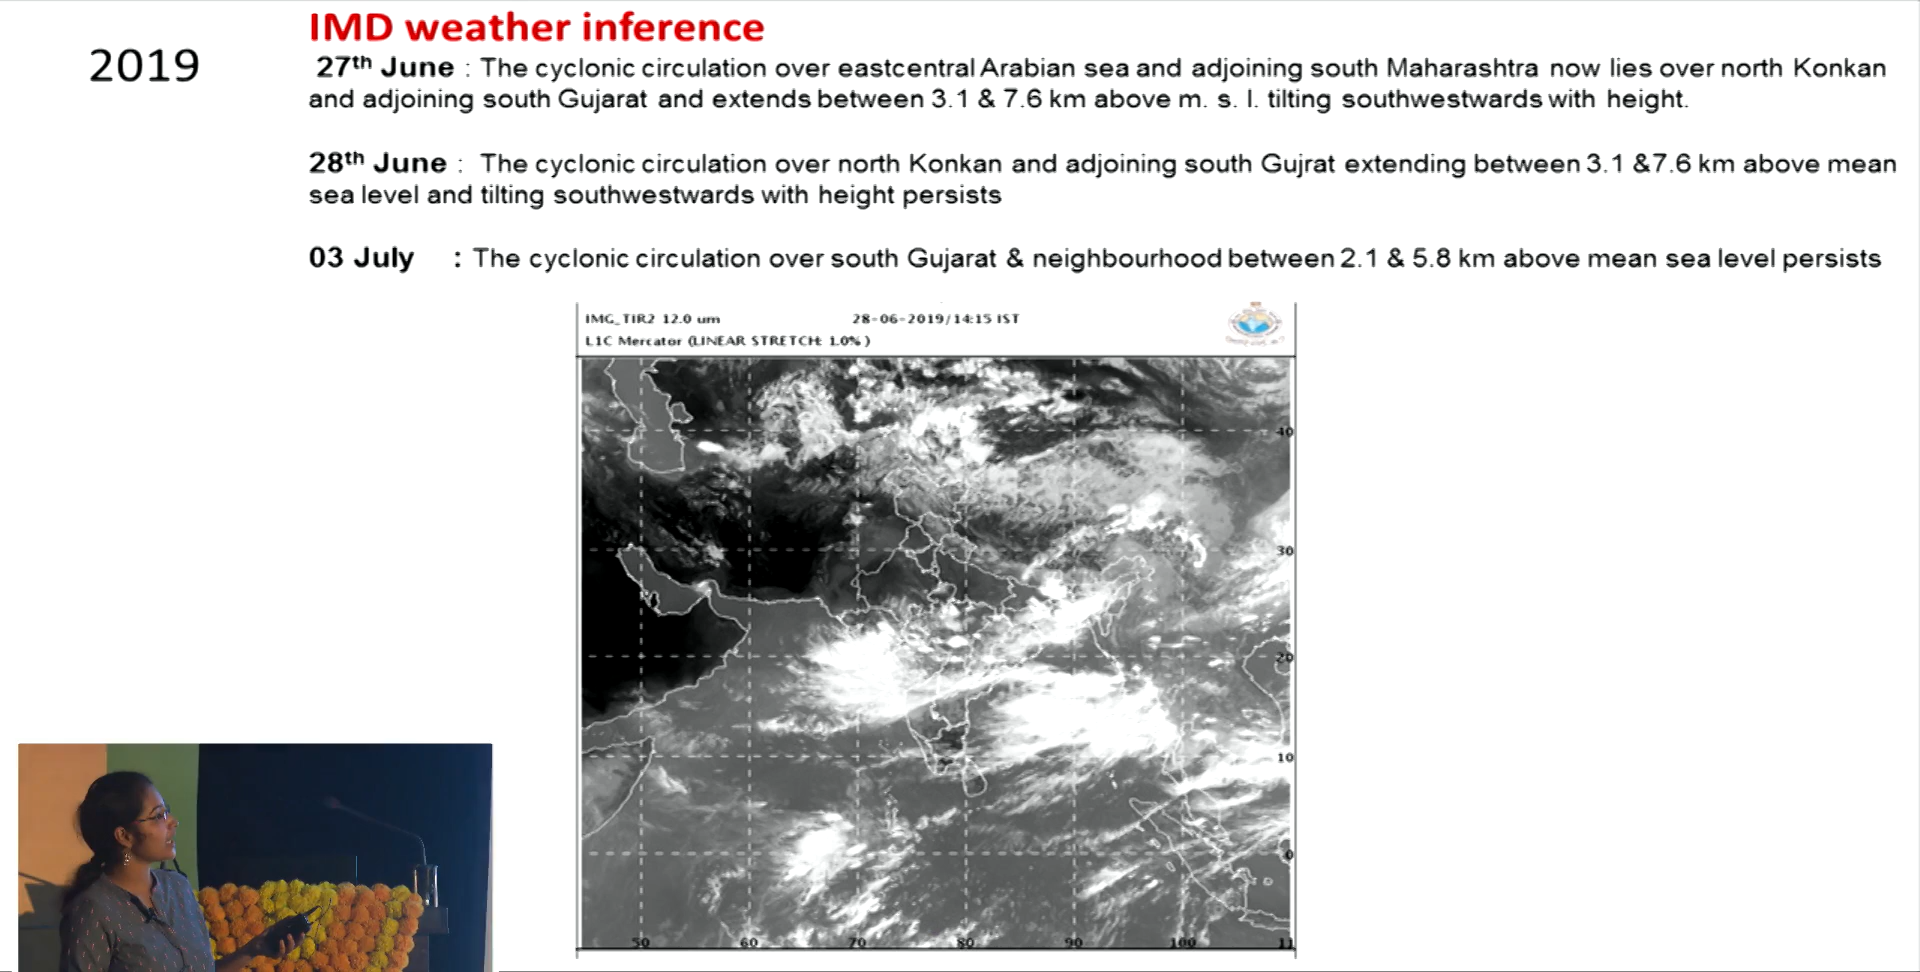 IMD weather inference
2019
27th June : The cyclonic circulation over eastcentral Arabian sea and adjoining south Maharashtra now lies over north Konkan
and adjoining south Gujarat and extends between 3.1 & 7.6 km above m. s. l. tilting southwestwards with height.
28th June : The cyclonic circulation over north Konkan and adjoining south Gujrat extending between 3.1 &7.6 km above mean
sea level and tilting southwestwards with height persists
03 July : The cyclonic circulation over south Gujarat & neighbourhood between 2.1 & 5.8 km above mean sea level persists
IMG_TIR2 12.0 um 28-06-2019/14:15 IST
L1C Mercator (LINEAR STRETCH: 1.0% )
40
30
20
10
0
50 60 70 80 90 100 11